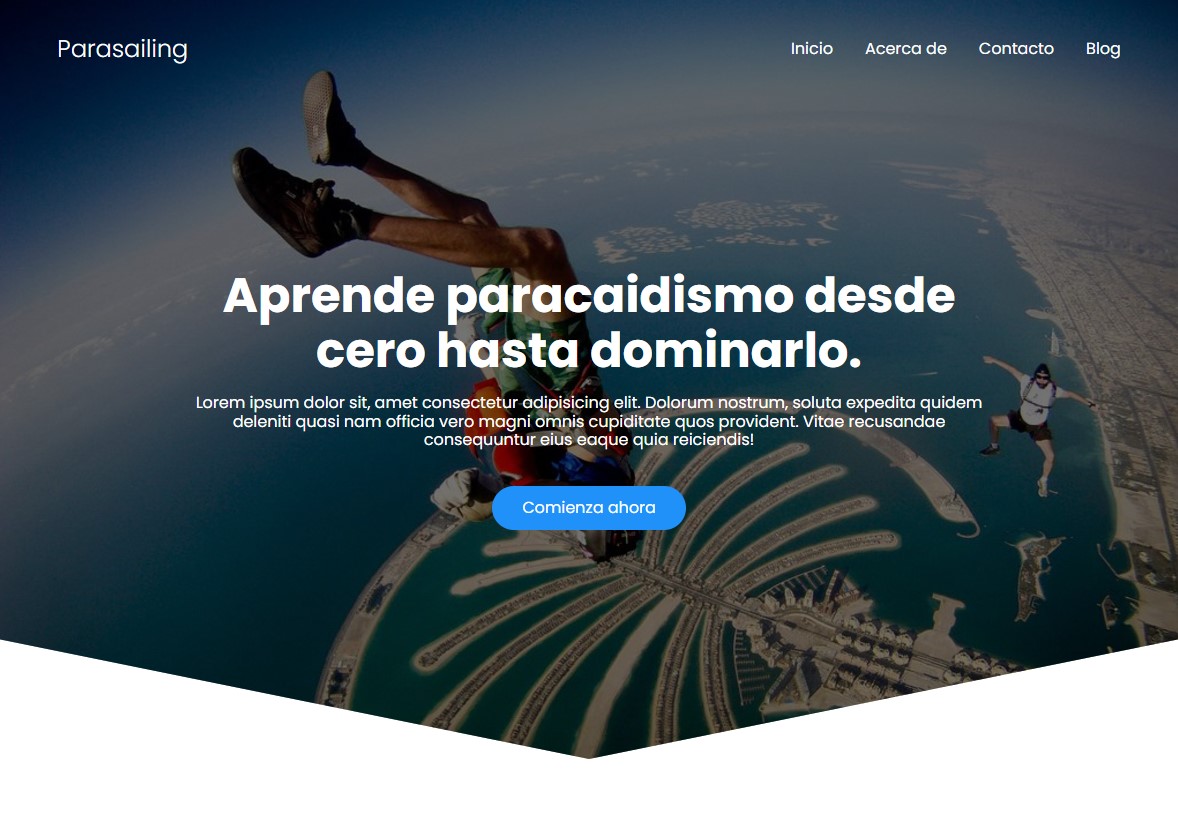 Parasailing
Inicio Acerca de Contacto Blog
Aprende paracaidismo desde
cero hasta dominarlo.
Lorem ipsum dolor sit, amet consectetur adipisicing elit. Dolorum nostrum, soluta expedita quidem
deleniti quasi nam officia vero magni omnis cupiditate quos provident. Vitae recusandae
consequuntur eius eaque quia reiciendis!
Comienza ahora